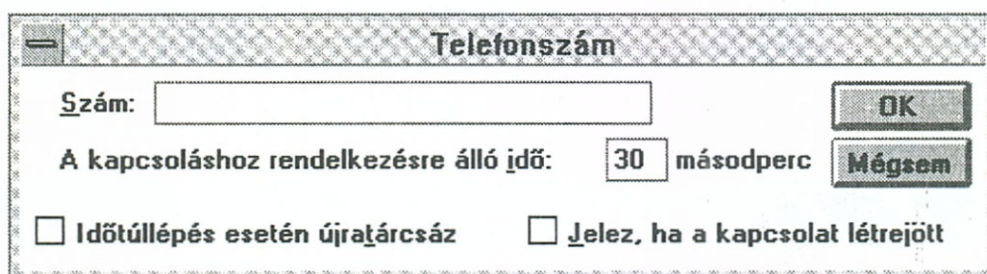 Telefonszám
Szám: OK
A kapcsoláshoz rendelkezésre álló idő: 30 másodperc Mégsem
Időtúllépés esetén újratárcsáz Jelez, ha a kapcsolat létrejött